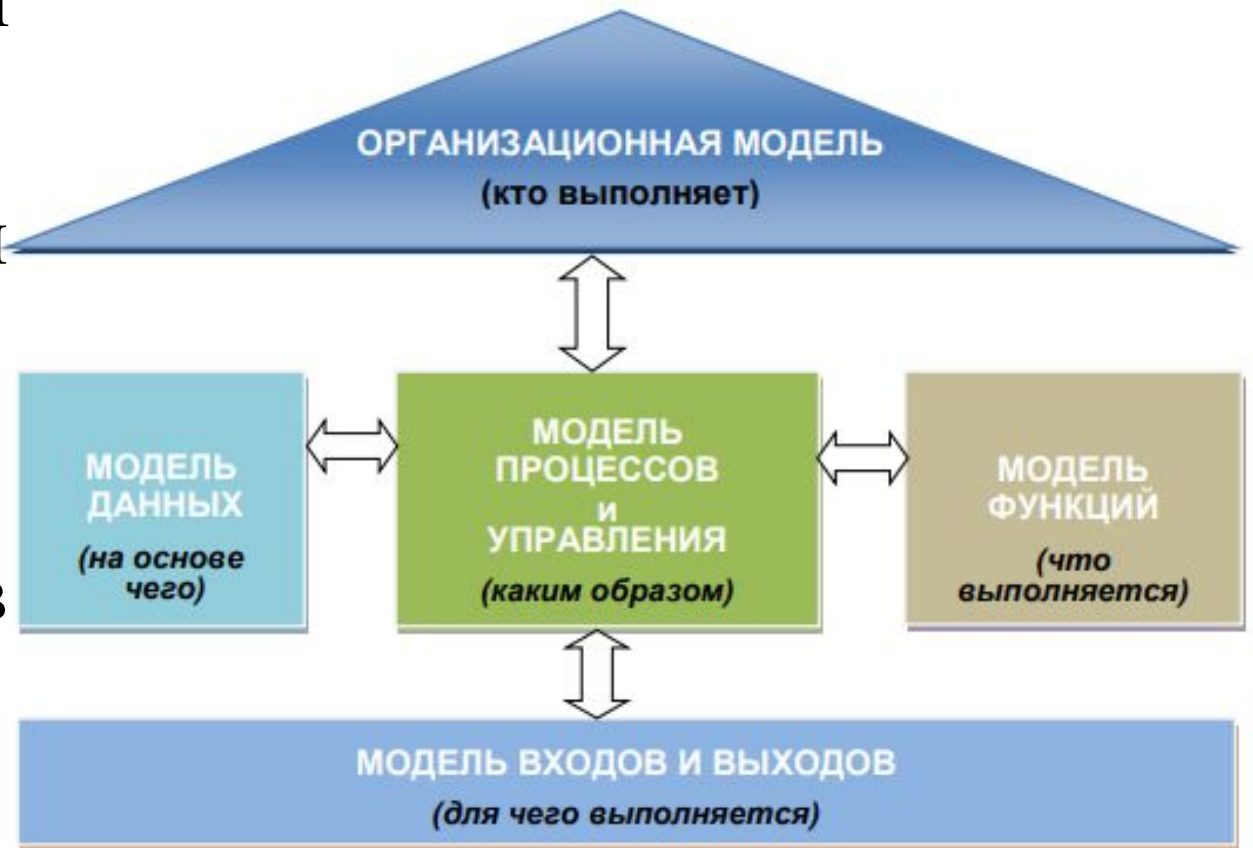 ОРГАНИЗАЦИОННАЯ МОДЕЛЬ
(кто выполняет)
МОДЕЛЬ
ДАННЫХ
(на основе
чего)
МОДЕЛЬ
ПРОЦЕССОВ
и
УПРАВЛЕНИЯ
(каким образом)
МОДЕЛЬ
ФУНКЦИЙ
(что
выполняется)
МОДЕЛЬ ВХОДОВ И ВЫХОДОВ
(для чего выполняется)